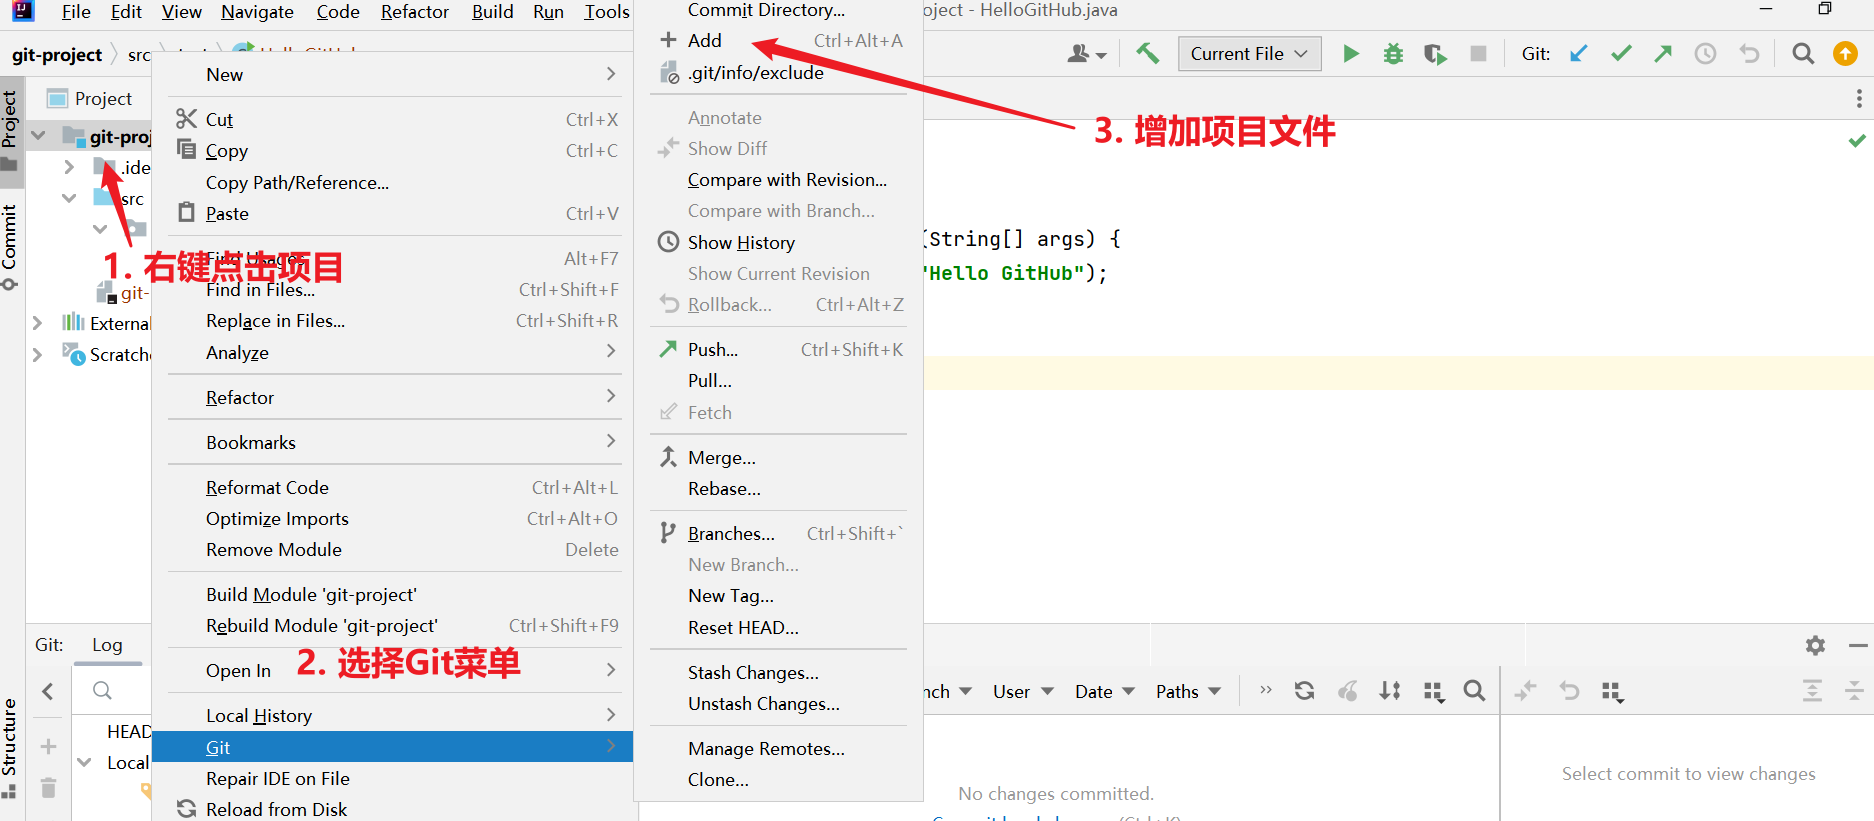 File Edit View Navigate Code Refactor Build Run Tools
oject - HelloGitHub.java
git-project src
Current File
Git:
Project
Project
git-proj
.ide
src
git-
External
Scratche
Commit
Structure
New
Cut Ctrl+X
Copy Ctrl+C
Copy Path/Reference...
Paste Ctrl+V
Find Usages Alt+F7
Find in Files... Ctrl+Shift+F
Replace in Files... Ctrl+Shift+R
Analyze
Refactor
Bookmarks
Reformat Code Ctrl+Alt+L
Optimize Imports Ctrl+Alt+O
Remove Module Delete
Build Module 'git-project'
Rebuild Module 'git-project' Ctrl+Shift+F9
Open In
Local History
Git
Repair IDE on File
Reload from Disk
Commit Directory...
Add Ctrl+Alt+A
.git/info/exclude
Annotate
Show Diff
Compare with Revision...
Compare with Branch...
Show History
Show Current Revision
Rollback... Ctrl+Alt+Z
Push... Ctrl+Shift+K
Pull...
Fetch
Merge...
Rebase...
Branches... Ctrl+Shift+`
New Branch...
New Tag...
Reset HEAD...
Stash Changes...
Unstash Changes...
Manage Remotes...
Clone...
1. 右键点击项目
2. 选择Git菜单
3. 增加项目文件
(String[] args) {
"Hello GitHub");
Git: Log
HEAD
Local
nch User Date Paths
No changes committed.
Select commit to view changes